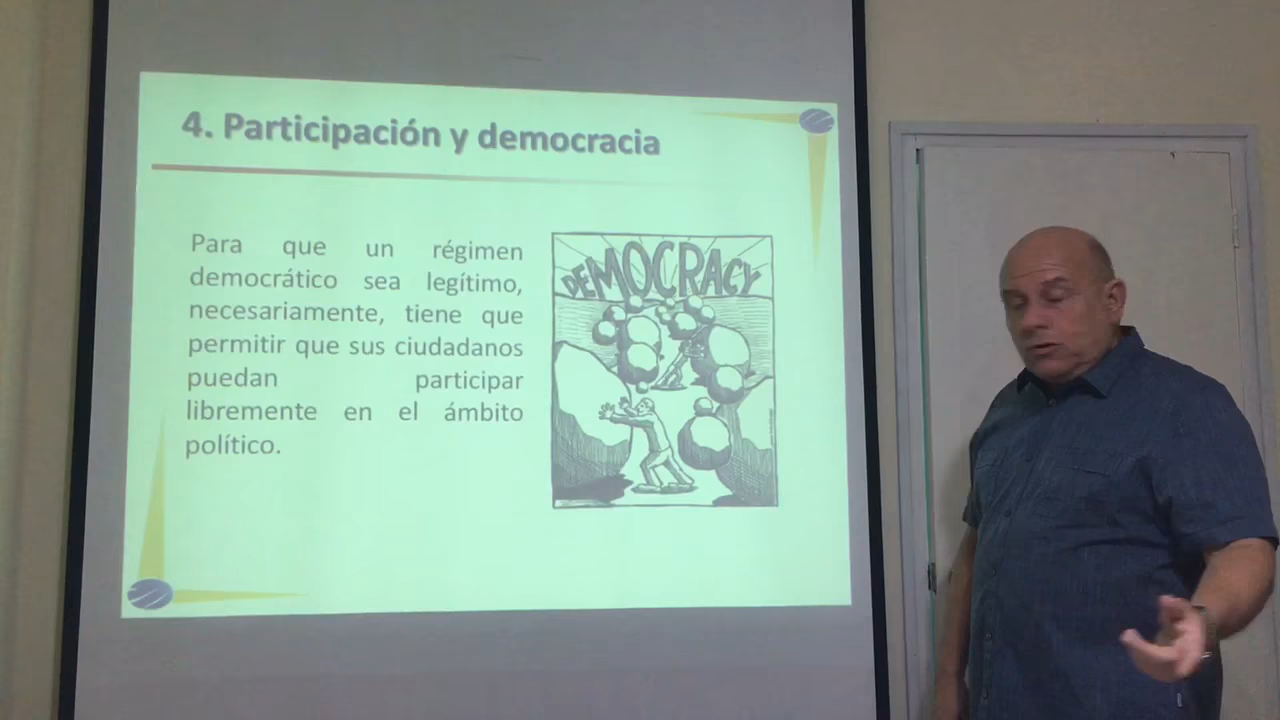 4. Participación y democracia
Para que un régimen
democrático sea legítimo,
necesariamente, tiene que
permitir que sus ciudadanos
puedan participar
libremente en el ámbito
político.
DEMOCRACY